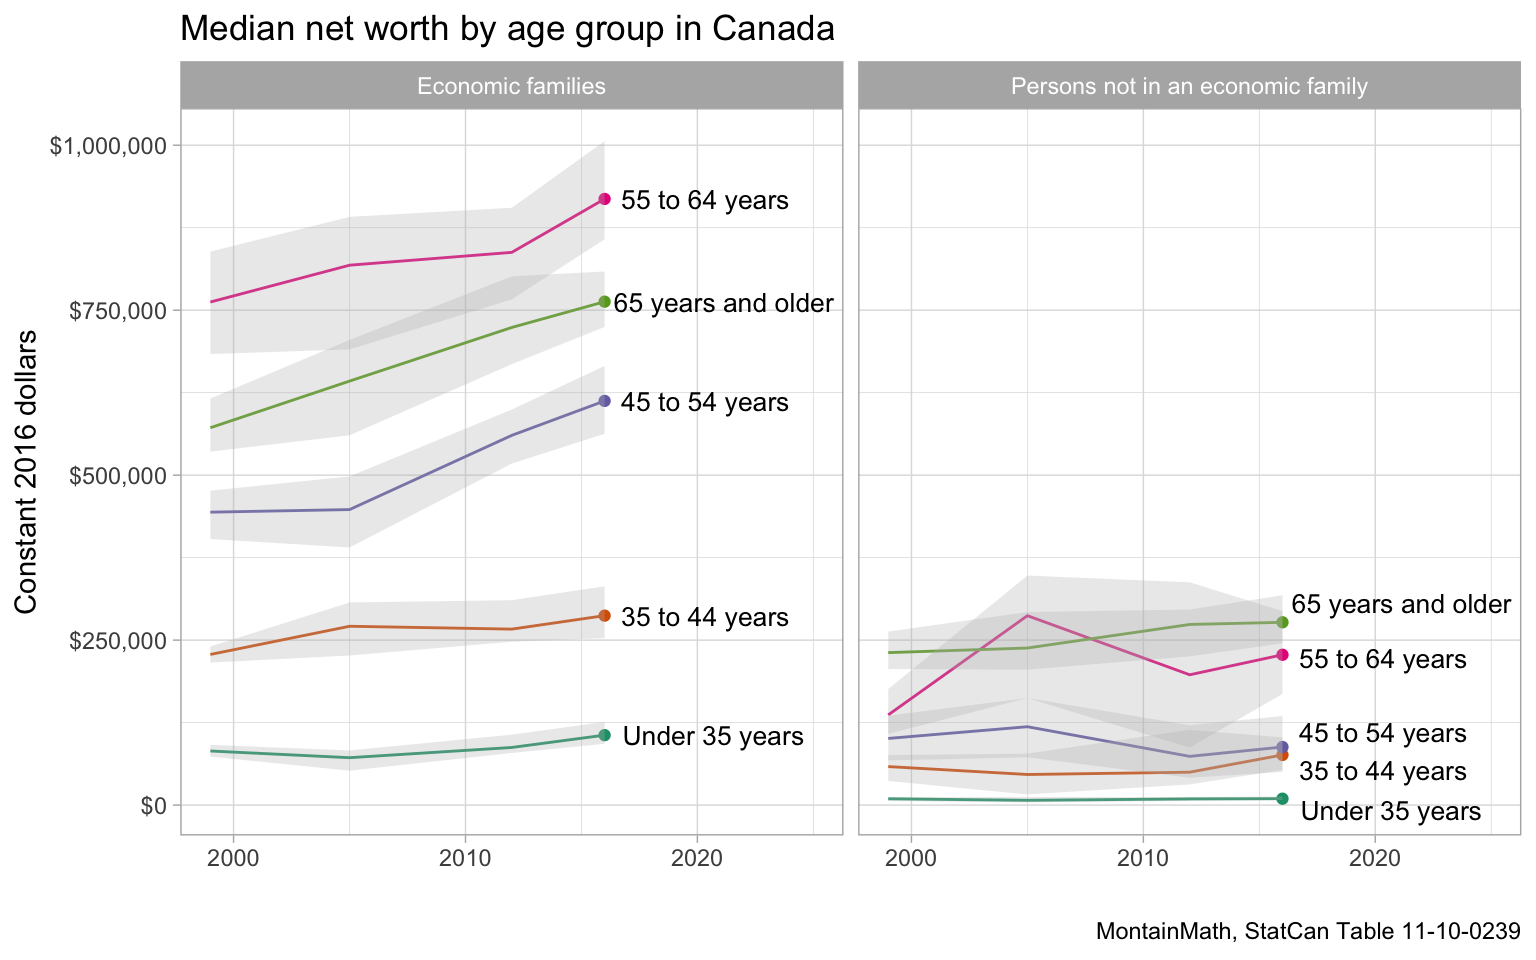 Median net worth by age group in Canada
Economic families
Persons not in an economic family
Constant 2016 dollars
$1,000,000
$750,000
$500,000
$250,000
$0
55 to 64 years
65 years and older
45 to 54 years
35 to 44 years
Under 35 years
65 years and older
55 to 64 years
45 to 54 years
35 to 44 years
Under 35 years
2000 2010 2020
2000 2010 2020
MontainMath, StatCan Table 11-10-0239